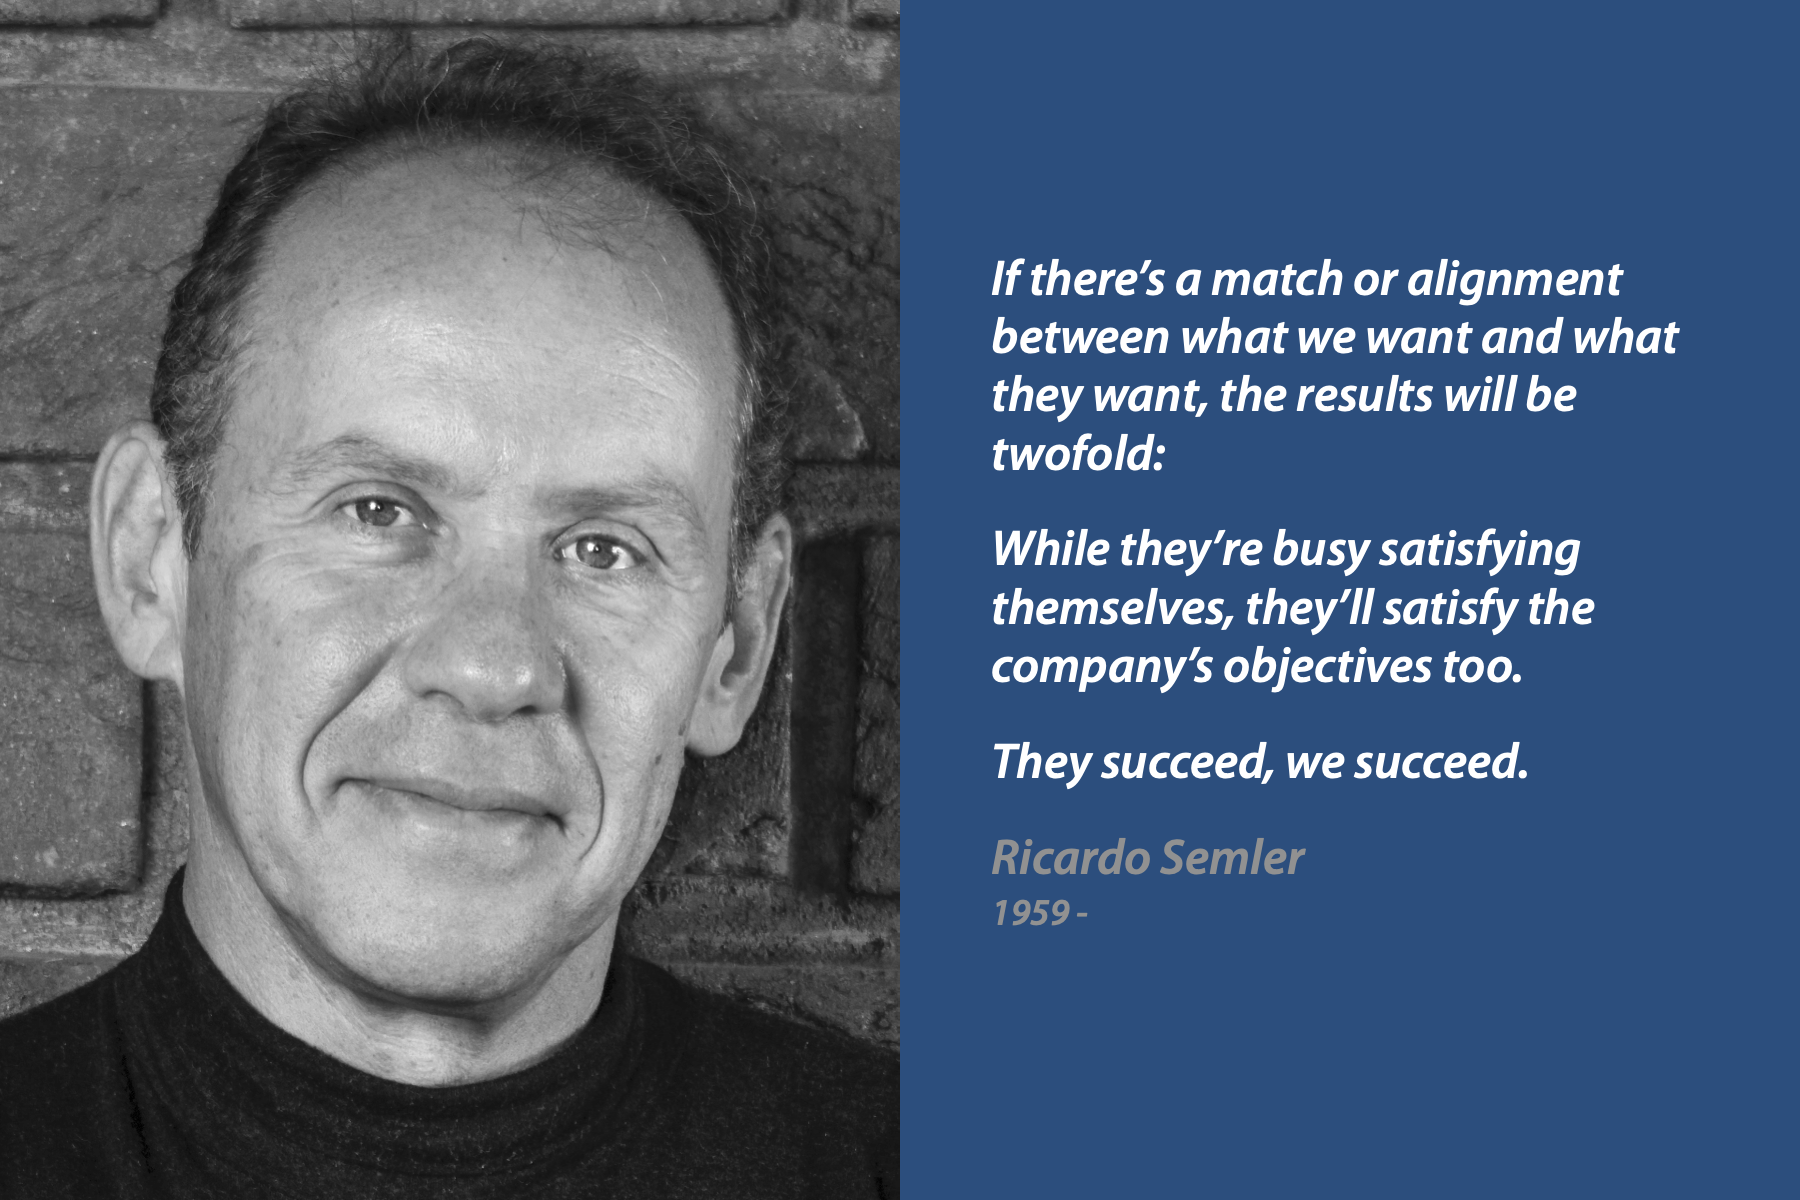 If there’s a match or alignment
between what we want and what
they want, the results will be
twofold:
While they’re busy satisfying
themselves, they’ll satisfy the
company’s objectives too.
They succeed, we succeed.
Ricardo Semler
1959 -